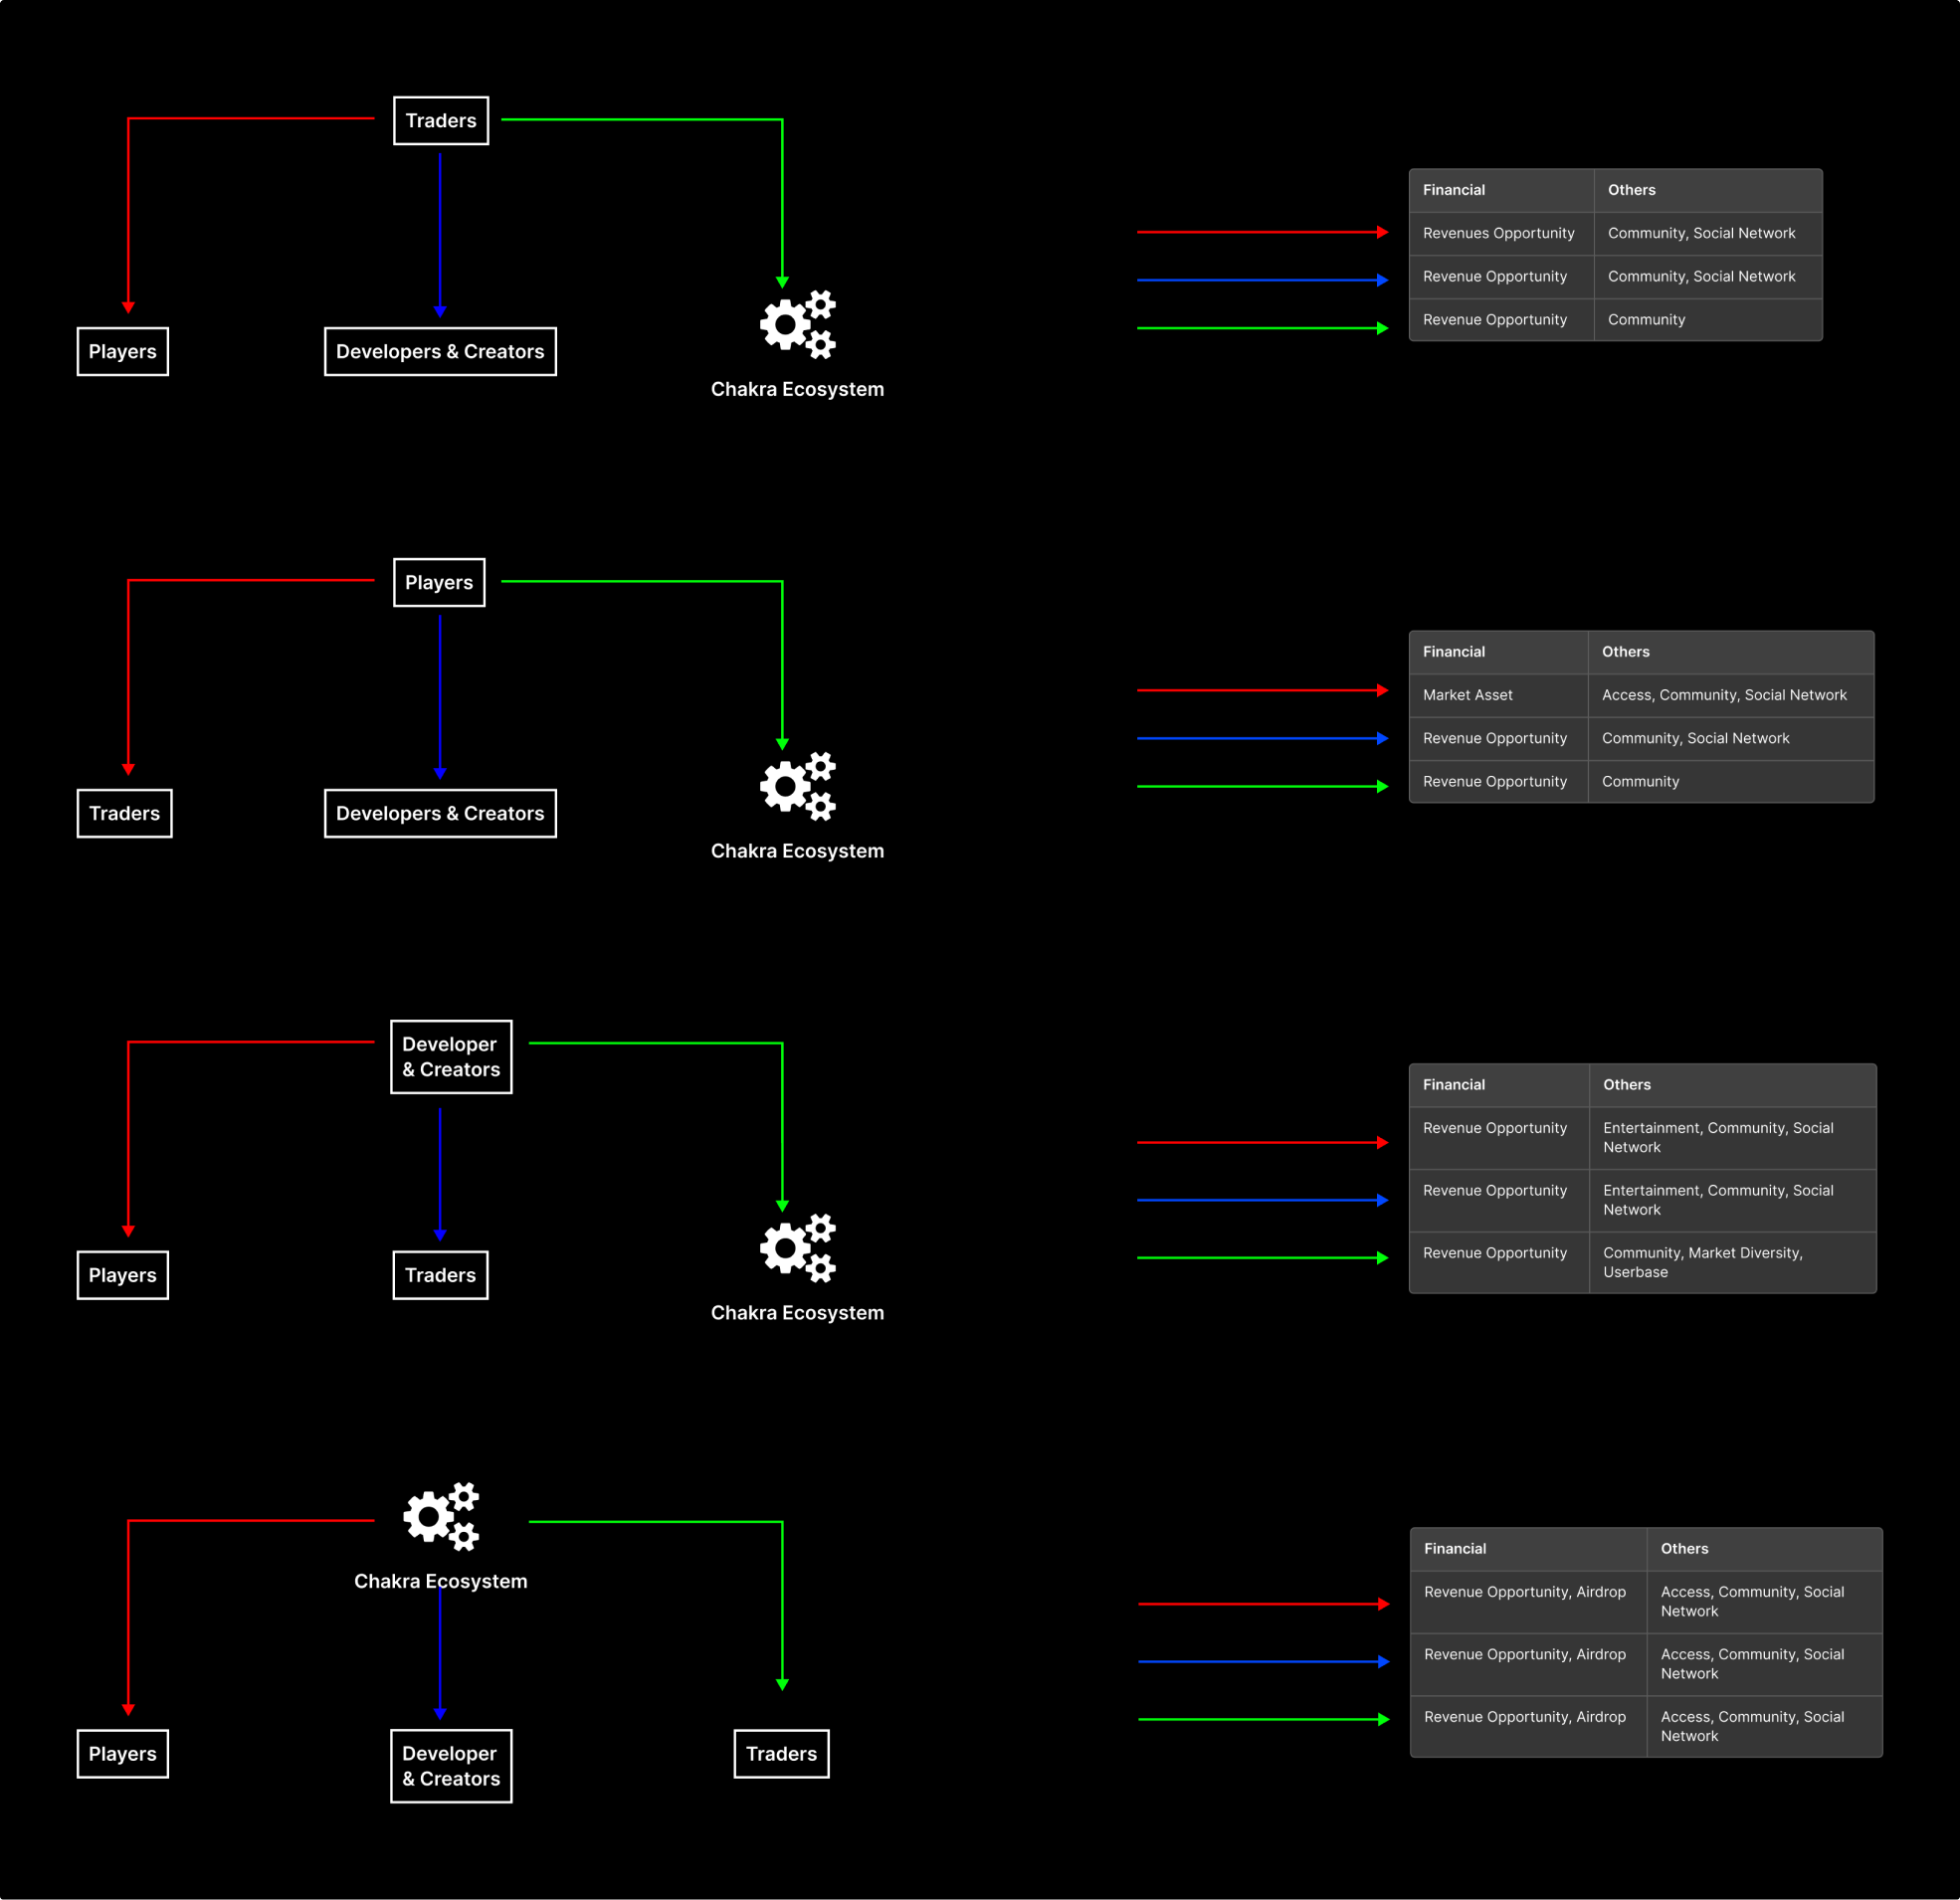 Traders
Players
Developers & Creators
Chakra Ecosystem
Financial
Others
Revenues Opportunity
Community, Social Network
Revenue Opportunity
Community, Social Network
Revenue Opportunity
Community
Players
Traders
Developers & Creators
Chakra Ecosystem
Financial
Others
Market Asset
Access, Community, Social Network
Revenue Opportunity
Community, Social Network
Revenue Opportunity
Community
Developer
& Creators
Players
Traders
Chakra Ecosystem
Financial
Others
Revenue Opportunity
Entertainment, Community, Social
Network
Revenue Opportunity
Entertainment, Community, Social
Network
Revenue Opportunity
Community, Market Diversity,
Userbase
Chakra Ecosystem
Players
Developer
& Creators
Traders
Financial
Others
Revenue Opportunity, Airdrop
Access, Community, Social
Network
Revenue Opportunity, Airdrop
Access, Community, Social
Network
Revenue Opportunity, Airdrop
Access, Community, Social
Network